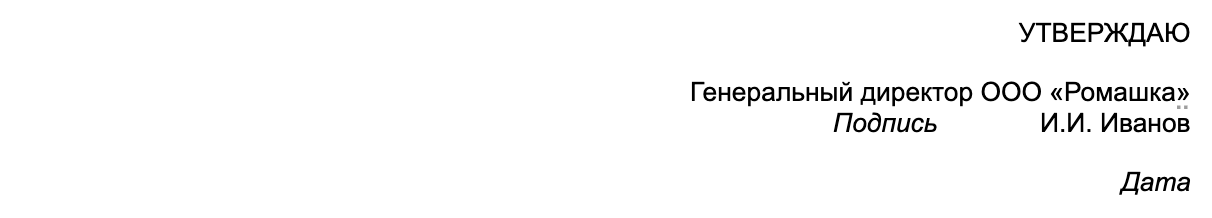 УТВЕРЖДАЮ
Генеральный директор ООО «Ромашка»
Подпись И.И. Иванов
Дата